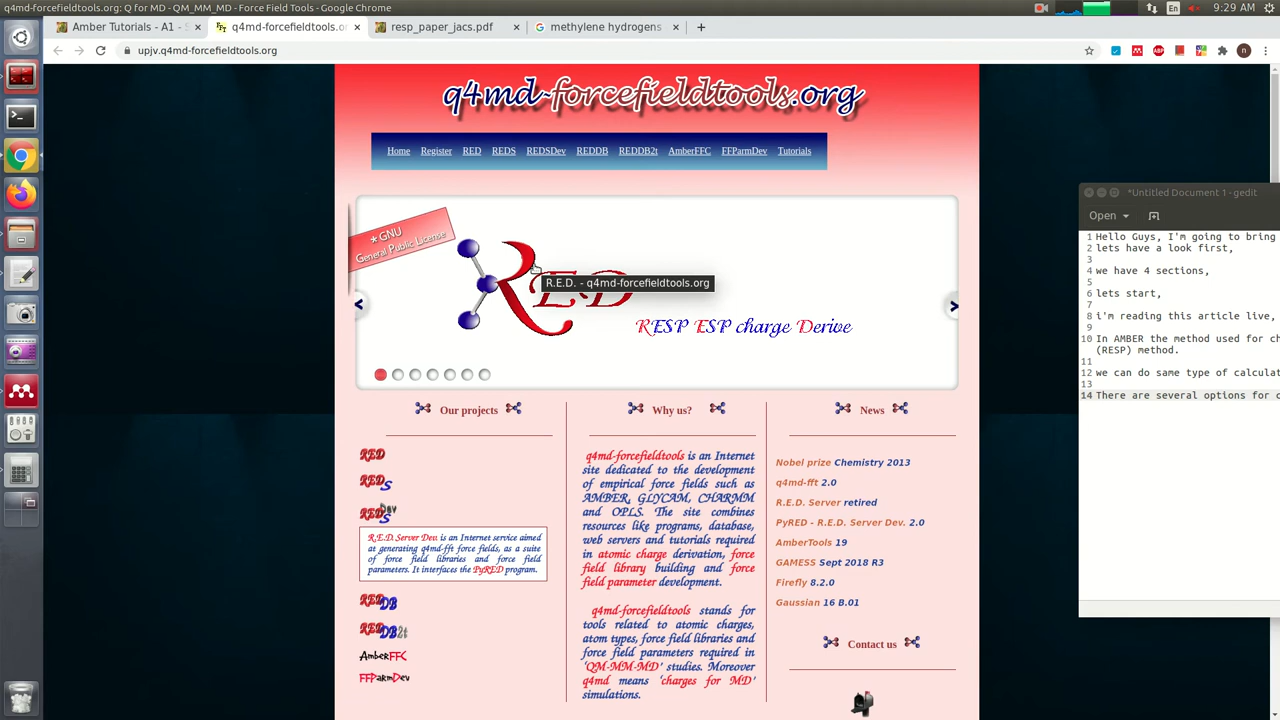 q4md-forcefieldtools.org: Q for MD - QM_MM_MD - Force Field Tools - Google Chrome
En
9:29 AM
Amber Tutorials - A1 - S
q4md-forcefieldtools.or
resp_paper_jacs.pdf
methylene hydrogens
upjv.q4md-forcefieldtools.org
n
q4md-forcefieldtools.org
Home Register RED REDS REDSDev REDDB REDDB2t AmberFFC FFParmDev Tutorials
* GNU
General Public License
RED
R.E.D. - q4md-forcefieldtools.org
RESP ESP charge Derive
Our projects
RED
REDS
REDS Dev
R.E.D. Server Dev. is an Internet service aimed
at generating q4md-fft force fields, as a suite
of force field libraries and force field
parameters. It interfaces the PyRED program.
REDDB
REDDB2t
AmberFFC
FFParmDev
Why us?
q4md-forcefieldtools is an Internet
site dedicated to the development
of empirical force fields such as
AMBER, GLYCAM, CHARMM
and OPLS. The site combines
resources like programs, database,
web servers and tutorials required
in atomic charge derivation, force
field library building and force
field parameter development.
q4md-forcefieldtools stands for
tools related to atomic charges,
atom types, force field libraries and
force field parameters required in
'QM-MM-MD' studies. Moreover
q4md means 'charges for MD'
simulations.
News
Nobel prize Chemistry 2013
q4md-fft 2.0
R.E.D. Server retired
PyRED - R.E.D. Server Dev. 2.0
AmberTools 19
GAMESS Sept 2018 R3
Firefly 8.2.0
Gaussian 16 B.01
Contact us
*Untitled Document 1 - gedit
Open
1 Hello Guys, I'm going to bring
2 lets have a look first,
3
4 we have 4 sections,
5
6 lets start,
7
8 i'm reading this article live,
9
10 In AMBER the method used for ch
(RESP) method.
11
12 we can do same type of calculat
13
14 There are several options for c